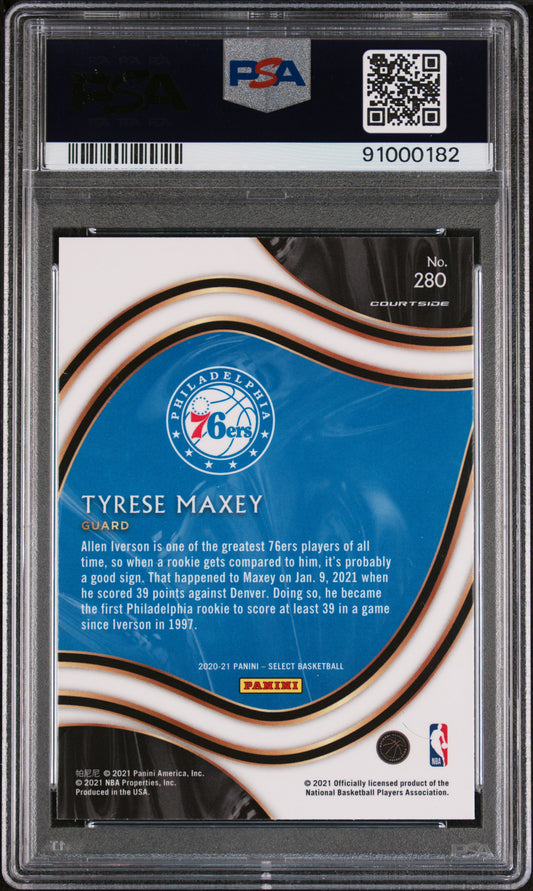 PSA
PSA
91000182
No.
280
COURTSIDE
PHILADELPHIA
76ers
TYRESE MAXEY
GUARD
Allen Iverson is one of the greatest 76ers players of all
time, so when a rookie gets compared to him, it's probably
a good sign. That happened to Maxey on Jan. 9, 2021 when
he scored 39 points against Denver. Doing so, he became
the first Philadelphia rookie to score at least 39 in a game
since Iverson in 1997.
2020-21 PANINI – SELECT BASKETBALL
PANINI
NBA
帕尼尼 © 2021 Panini America, Inc.
© 2021 NBA Properties, Inc.
Produced in the USA.
© 2021 Officially licensed product of the
National Basketball Players Association.
PSA